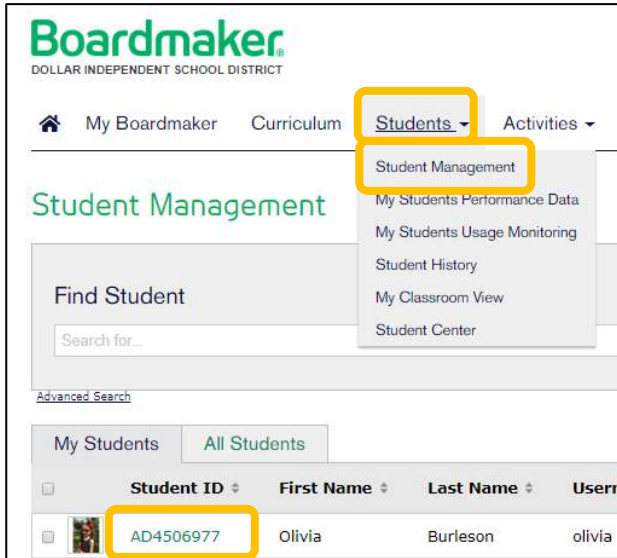 Boardmaker®
DOLLAR INDEPENDENT SCHOOL DISTRICT
My Boardmaker Curriculum Students Activities
Student Management
My Students Performance Data
My Students Usage Monitoring
Student History
My Classroom View
Student Center
Student Management
Find Student
Search for...
Advanced Search
My Students All Students
Student ID First Name Last Name
AD4506977 Olivia Burleson olivia